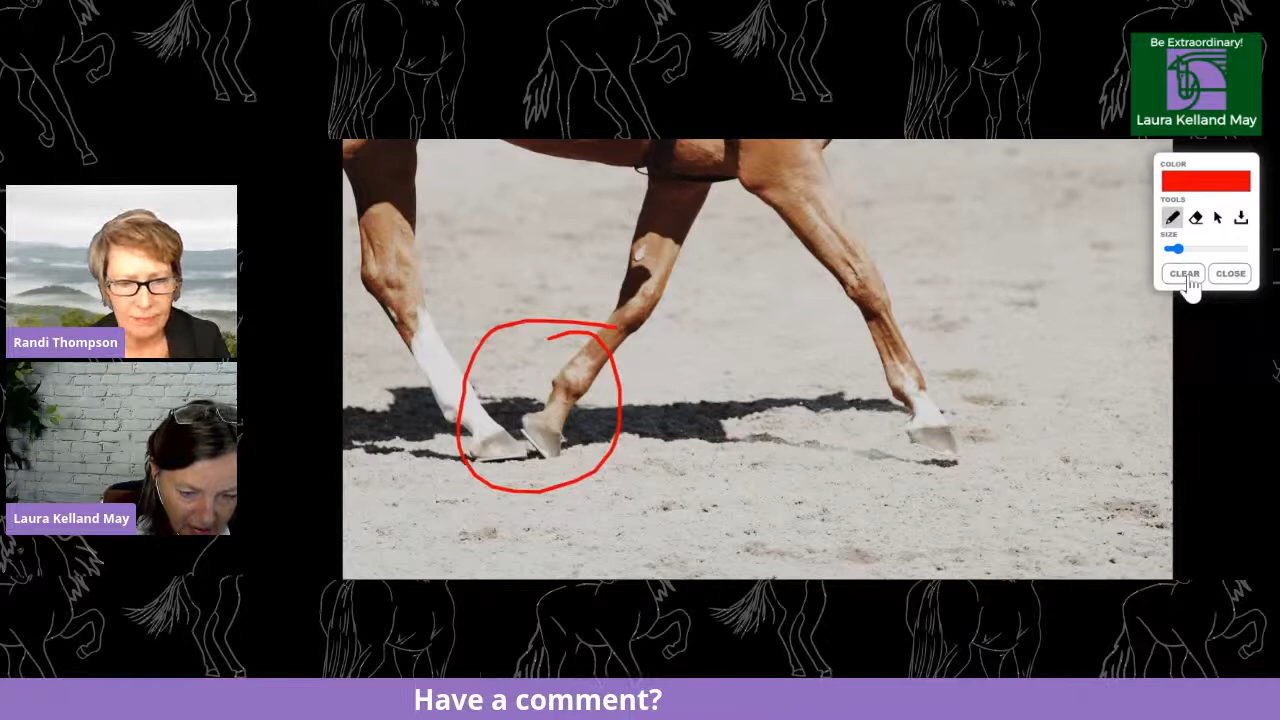 Be Extraordinary!
Laura Kelland May
COLOR
TOOLS
SIZE
CLEAR
CLOSE
Randi Thompson
Laura Kelland May
Have a comment?